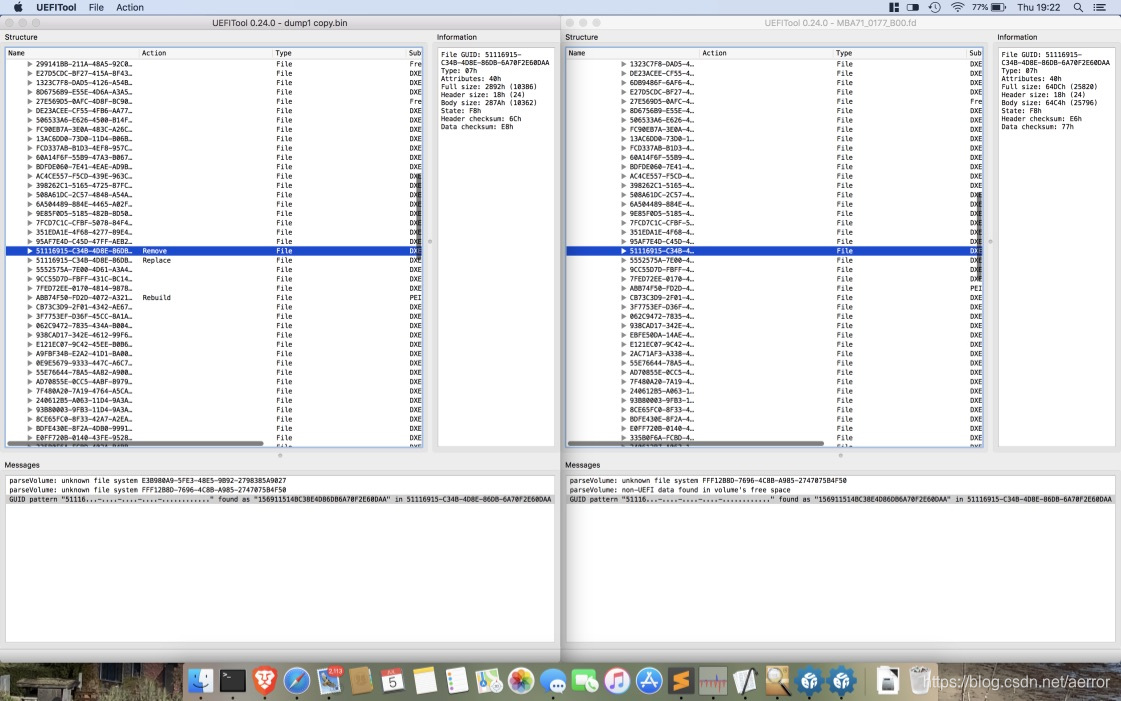 UEFITool File Action 77% Thu 19:22
UEFITool 0.24.0 - dump1 copy.bin
Structure
Information
Name Action Type Sub
299141BB-211A-48A5-92C0… Fre
E27D5CDC-BF27-415A-BF43… File DXE
1323C7F8-DAD5-4126-A54B… File DXE
8D6756B9-E55E-4D6A-A3A5… File DXE
27E569D5-0AFC-4D8F-8C90… File Fre
DE23ACEE-CF55-4FB6-AA77… File DXE
506533A6-E626-4500-B14F… File DXE
FC90EB7A-3E0A-483C-A26C… File DXE
13AC6DD0-73D0-11D4-B06B… File DXE
FCD337AB-B1D3-4EF8-957C… File DXE
60A14F6F-55B9-47A3-B067… File DXE
BDFDE060-7E41-4EAE-AD9B… File DXE
AC4CE557-F5CD-439E-963C… File DXE
398262C1-5165-4725-B7FC… File DXE
508A61DC-2C57-4848-A54A… File DXE
6A504489-884E-4465-A02F… File DXE
9E85F0D5-5185-482B-8D50… File DXE
7FCD7C1C-CFBF-5078-84F4… File DXE
351EDA1E-4F68-4277-89E4… File DXE
95AF7E4D-C45D-47FF-AEB2… File DXE
51116915-C34B-4D8E-86DB… Remove File DXE
51116915-C34B-4D8E-86DB… Replace File DXE
5552575A-7E00-4D61-A3A4… File DXE
9CC55D7D-FBFF-431C-BC14… File DXE
7FED72EE-0170-4814-9878… File DXE
ABB74F50-FD2D-4072-A321… Rebuild File PEI
CB73C3D9-2F01-4342-AE67… File DXE
3F7753EF-D36F-45CC-8A1A… File DXE
062C9472-7835-434A-B004… File DXE
938CAD17-342E-4612-99F6… File DXE
E121EC07-9C42-45EE-B0B6… File DXE
A9FBF34B-E2A2-41D1-BA00… File DXE
0E9E5679-9333-447C-A6C7… File DXE
55E76644-78A5-4A82-A900… File DXE
AD70855E-0CC5-4ABF-8979… File DXE
7F480A20-7A19-4764-A5CA… File DXE
240612B5-A063-11D4-9A3A… File DXE
93B80003-9FB3-11D4-9A3A… File DXE
8CE65FC0-8F33-42A7-A2EA… File DXE
BDFE430E-8F2A-4DB0-9991… File DXE
E0FF720B-0140-43FE-952B… File DXE
File GUID: 51116915-
C34B-4D8E-86DB-6A70F2E60DAA
Type: 07h
Attributes: 40h
Full size: 2892h (10386)
Header size: 18h (24)
Body size: 287Ah (10362)
State: F8h
Header checksum: 6Ch
Data checksum: E8h
Messages
parseVolume: unknown file system E3B980A9-5FE3-48E5-9B92-2798385A9027
parseVolume: unknown file system FFF12B8D-7696-4C8B-A985-2747075B4F50
GUID pattern "51116...-....-....-....-............" found as "156911514BC38E4D86DB6A70F2E60DAA" in 51116915-C34B-4D8E-86DB-6A70F2E60DAA
UEFITool 0.24.0 - MBA71_0177_B00.fd
Structure
Information
Name Action Type Sub
1323C7F8-DAD5-4… File DXE
DE23ACEE-CF55-4… File DXE
6DB9486F-6AF6-4… File DXE
E27D5CDC-BF27-4… File DXE
27E569D5-0AFC-4… File Fre
8D6756B9-E55E-4… File DXE
506533A6-E626-4… File DXE
FC90EB7A-3E0A-4… File DXE
13AC6DD0-73D0-1… File DXE
FCD337AB-B1D3-4… File DXE
60A14F6F-55B9-4… File DXE
BDFDE060-7E41-4… File DXE
AC4CE557-F5CD-4… File DXE
398262C1-5165-4… File DXE
508A61DC-2C57-4… File DXE
6A504489-884E-4… File DXE
9E85F0D5-5185-4… File DXE
7FCD7C1C-CFBF-5… File DXE
351EDA1E-4F68-4… File DXE
95AF7E4D-C45D-4… File DXE
51116915-C34B-4… File DXE
5552575A-7E00-4… File DXE
9CC55D7D-FBFF-4… File DXE
7FED72EE-0170-4… File DXE
ABB74F50-FD2D-4… File PEI
CB73C3D9-2F01-4… File DXE
3F7753EF-D36F-4… File DXE
062C9472-7835-4… File DXE
938CAD17-342E-4… File DXE
EBFE50DA-14AE-4… File DXE
E121EC07-9C42-4… File DXE
2AC71AF3-A338-4… File DXE
55E76644-78A5-4… File DXE
AD70855E-0CC5-4… File DXE
7F480A20-7A19-4… File DXE
240612B5-A063-1… File DXE
93B80003-9FB3-1… File DXE
8CE65FC0-8F33-4… File DXE
BDFE430E-8F2A-4… File DXE
E0FF720B-0140-4… File DXE
335B0F6A-FC8D-4… File DXE
File GUID: 51116915-
C34B-4D8E-86DB-6A70F2E60DAA
Type: 07h
Attributes: 40h
Full size: 64DCh (25820)
Header size: 18h (24)
Body size: 64C4h (25796)
State: F8h
Header checksum: E6h
Data checksum: 77h
Messages
parseVolume: unknown file system FFF12B8D-7696-4C8B-A985-2747075B4F50
parseVolume: non-UEFI data found in volume's free space
GUID pattern "51116...-....-....-....-............" found as "156911514BC38E4D86DB6A70F2E60DAA" in 51116915-C34B-4D8E-86DB-6A70F2E60DAA
5
https://blog.csdn.net/aerror